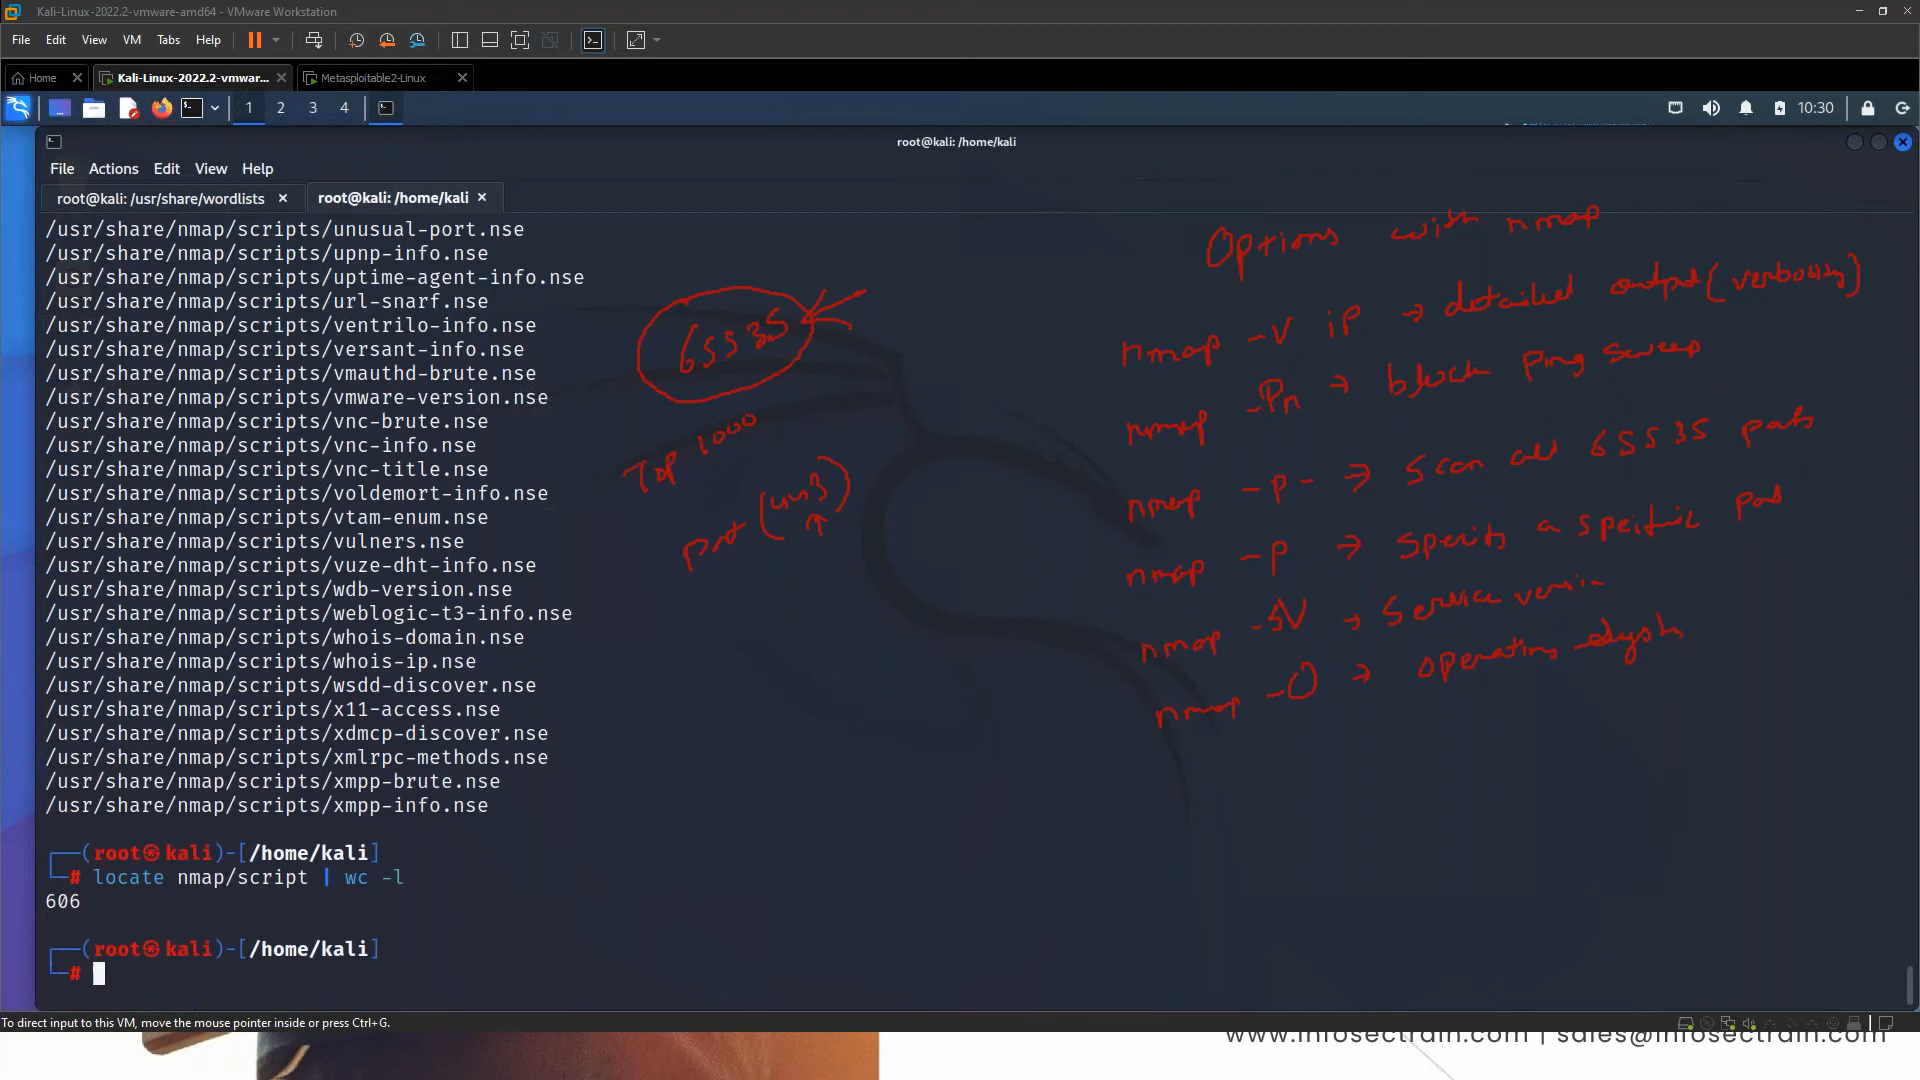 Kali-Linux-2022.2-vmware-amd64 - VMware Workstation
File Edit View VM Tabs Help
Home Kali-Linux-2022.2-vmwar... Metasploitable2-Linux
1 2 3 4 10:30
root@kali: /home/kali
File Actions Edit View Help
root@kali: /usr/share/wordlists root@kali: /home/kali
/usr/share/nmap/scripts/unusual-port.nse
/usr/share/nmap/scripts/upnp-info.nse
/usr/share/nmap/scripts/uptime-agent-info.nse
/usr/share/nmap/scripts/url-snarf.nse
/usr/share/nmap/scripts/ventrilo-info.nse
/usr/share/nmap/scripts/versant-info.nse
/usr/share/nmap/scripts/vmauthd-brute.nse
/usr/share/nmap/scripts/vmware-version.nse
/usr/share/nmap/scripts/vnc-brute.nse
/usr/share/nmap/scripts/vnc-info.nse
/usr/share/nmap/scripts/vnc-title.nse
/usr/share/nmap/scripts/voldemort-info.nse
/usr/share/nmap/scripts/vtam-enum.nse
/usr/share/nmap/scripts/vulners.nse
/usr/share/nmap/scripts/vuze-dht-info.nse
/usr/share/nmap/scripts/wdb-version.nse
/usr/share/nmap/scripts/weblogic-t3-info.nse
/usr/share/nmap/scripts/whois-domain.nse
/usr/share/nmap/scripts/whois-ip.nse
/usr/share/nmap/scripts/wsdd-discover.nse
/usr/share/nmap/scripts/x11-access.nse
/usr/share/nmap/scripts/xdmcp-discover.nse
/usr/share/nmap/scripts/xmlrpc-methods.nse
/usr/share/nmap/scripts/xmpp-brute.nse
/usr/share/nmap/scripts/xmpp-info.nse
(root㉿kali)-[/home/kali]
# locate nmap/script | wc -l
606
(root㉿kali)-[/home/kali]
#
65535
Top 1000
port (443)
Options with nmap
nmap -V iP → detailed output (verbosity)
nmap -Pn → block Ping sweep
nmap -p- → Scan all 65535 ports
nmap -p → Specify a specific port
nmap -sV → Service version
nmap -O → operating system
To direct input to this VM, move the mouse pointer inside or press Ctrl+G.
www.infosectrain.com | sales@infosectrain.com